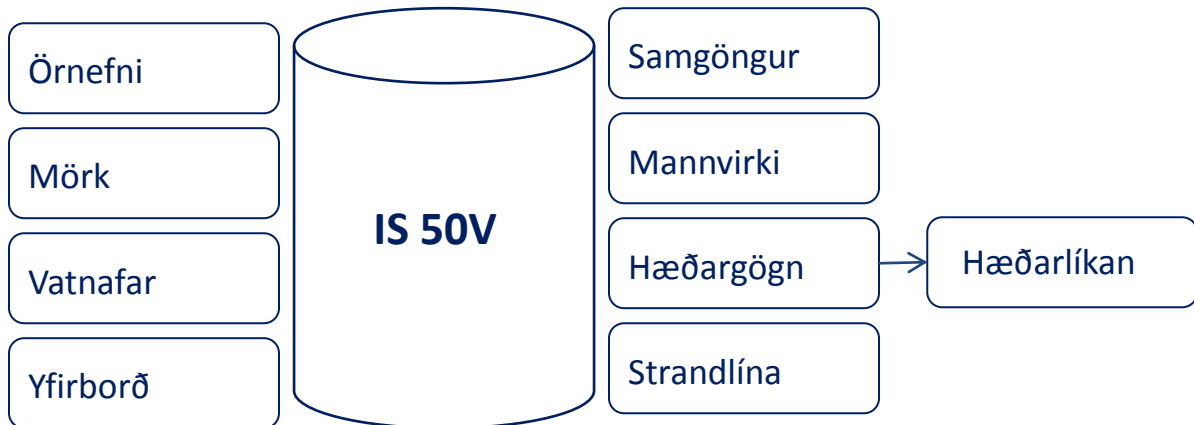 Örnefni
Mörk
Vatnafar
Yfirborð
IS 50V
Samgöngur
Mannvirki
Hæðargögn
Strandlína
Hæðarlíkan